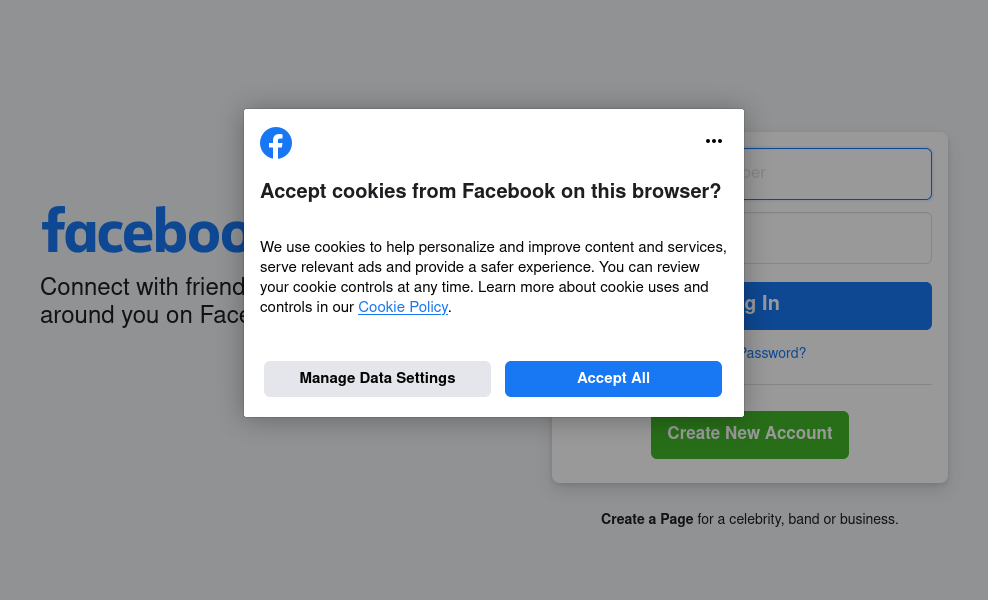 Accept cookies from Facebook on this browser?
We use cookies to help personalize and improve content and services,
serve relevant ads and provide a safer experience. You can review
your cookie controls at any time. Learn more about cookie uses and
controls in our Cookie Policy.
Manage Data Settings
Accept All
Connect with friend
around you on
In
Password?
Create New Account
Create a Page for a celebrity, band or business.